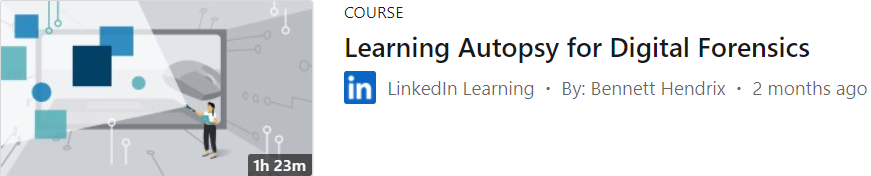 COURSE
Learning Autopsy for Digital Forensics
in LinkedIn Learning • By: Bennett Hendrix • 2 months ago
1h 23m